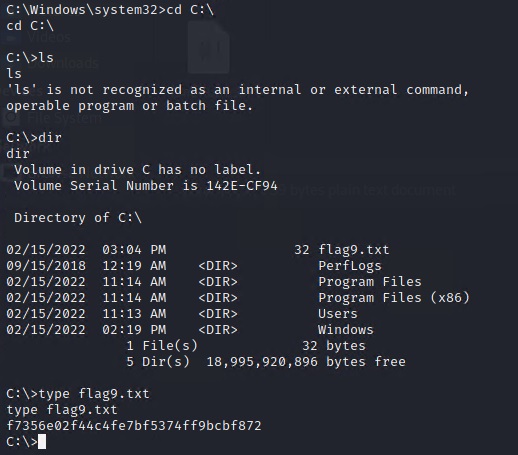 C:\Windows\system32>cd C:\
cd C:\
C:\>ls
ls
'ls' is not recognized as an internal or external command,
operable program or batch file.
C:\>dir
dir
 Volume in drive C has no label.
 Volume Serial Number is 142E-CF94
 Directory of C:\
02/15/2022  03:04 PM                32 flag9.txt
09/15/2018  12:19 AM    <DIR>          PerfLogs
02/15/2022  11:14 AM    <DIR>          Program Files
02/15/2022  11:14 AM    <DIR>          Program Files (x86)
02/15/2022  11:13 AM    <DIR>          Users
02/15/2022  02:19 PM    <DIR>          Windows
               1 File(s)             32 bytes
               5 Dir(s)  18,995,920,896 bytes free
C:\>type flag9.txt
type flag9.txt
f7356e02f44c4fe7bf5374ff9bcbf872
C:\>